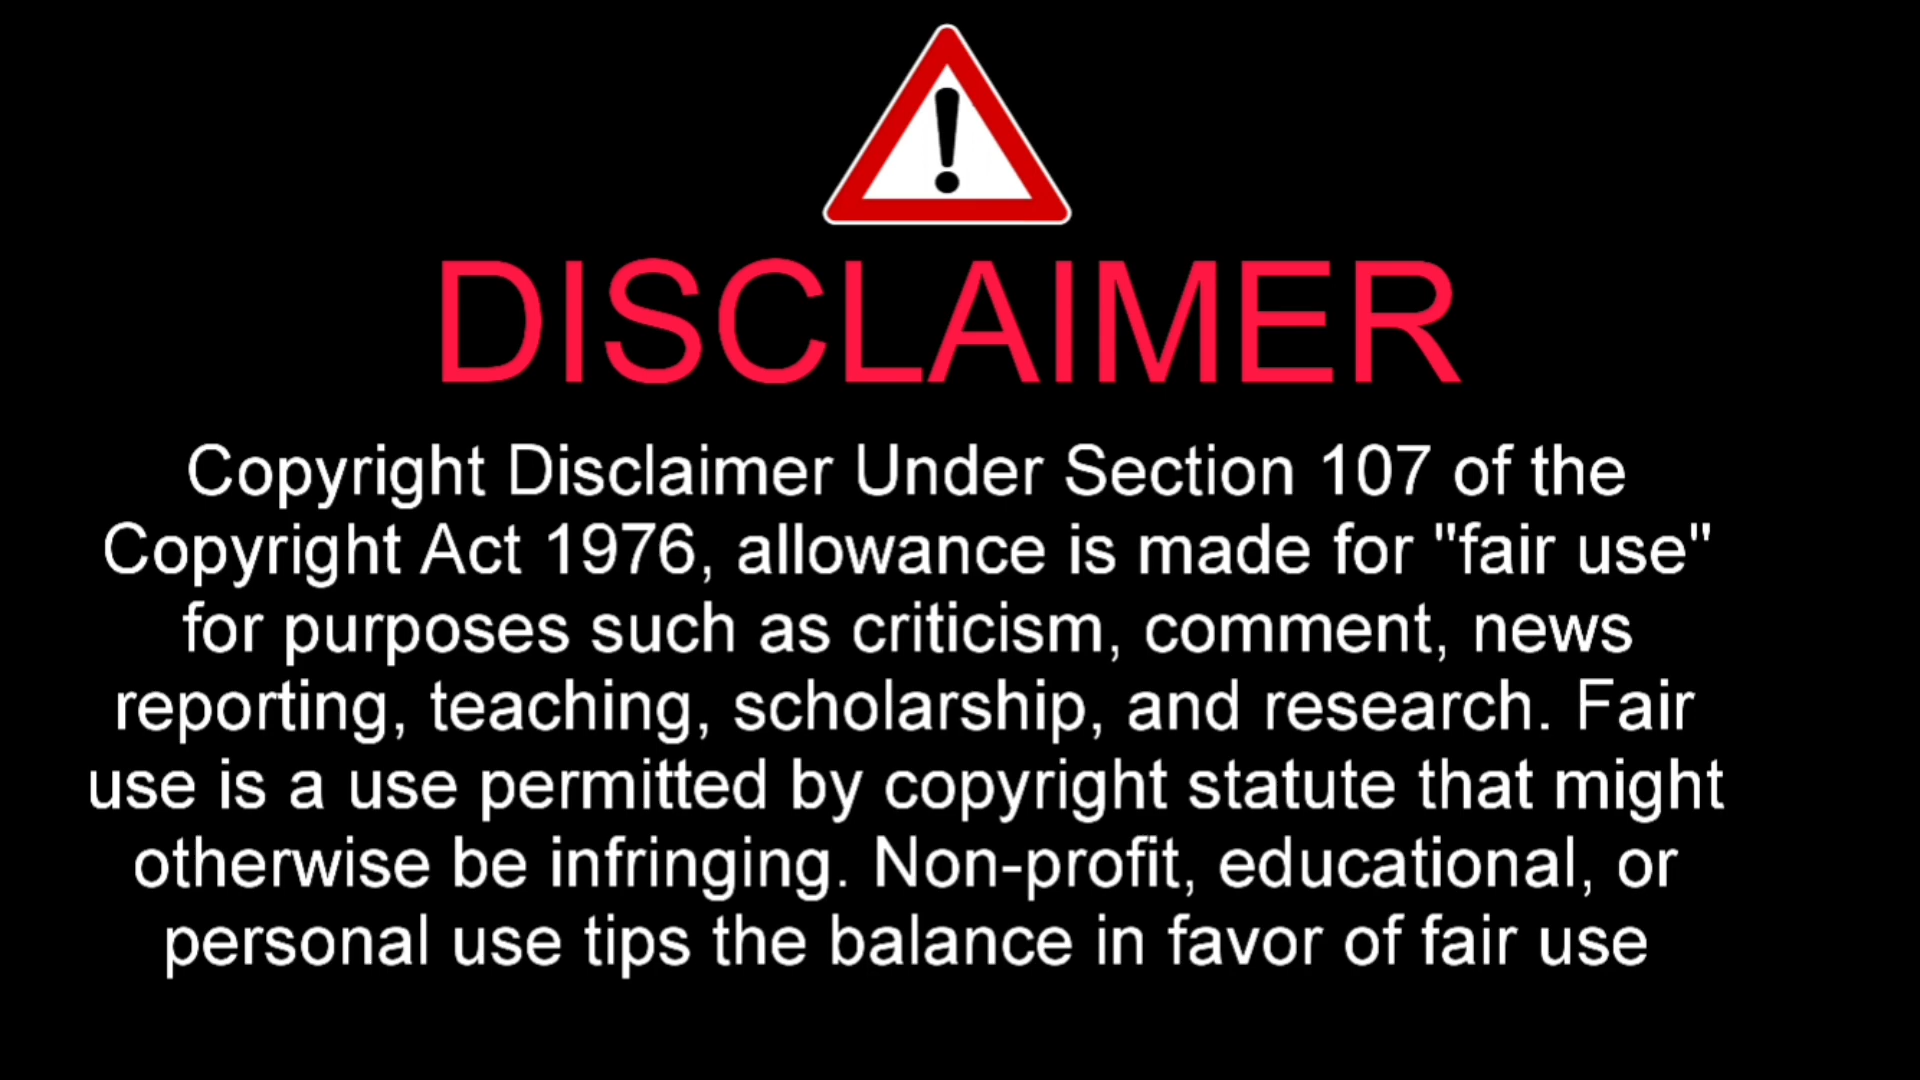 DISCLAIMER
Copyright Disclaimer Under Section 107 of the
Copyright Act 1976, allowance is made for "fair use"
for purposes such as criticism, comment, news
reporting, teaching, scholarship, and research. Fair
use is a use permitted by copyright statute that might
otherwise be infringing. Non-profit, educational, or
personal use tips the balance in favor of fair use